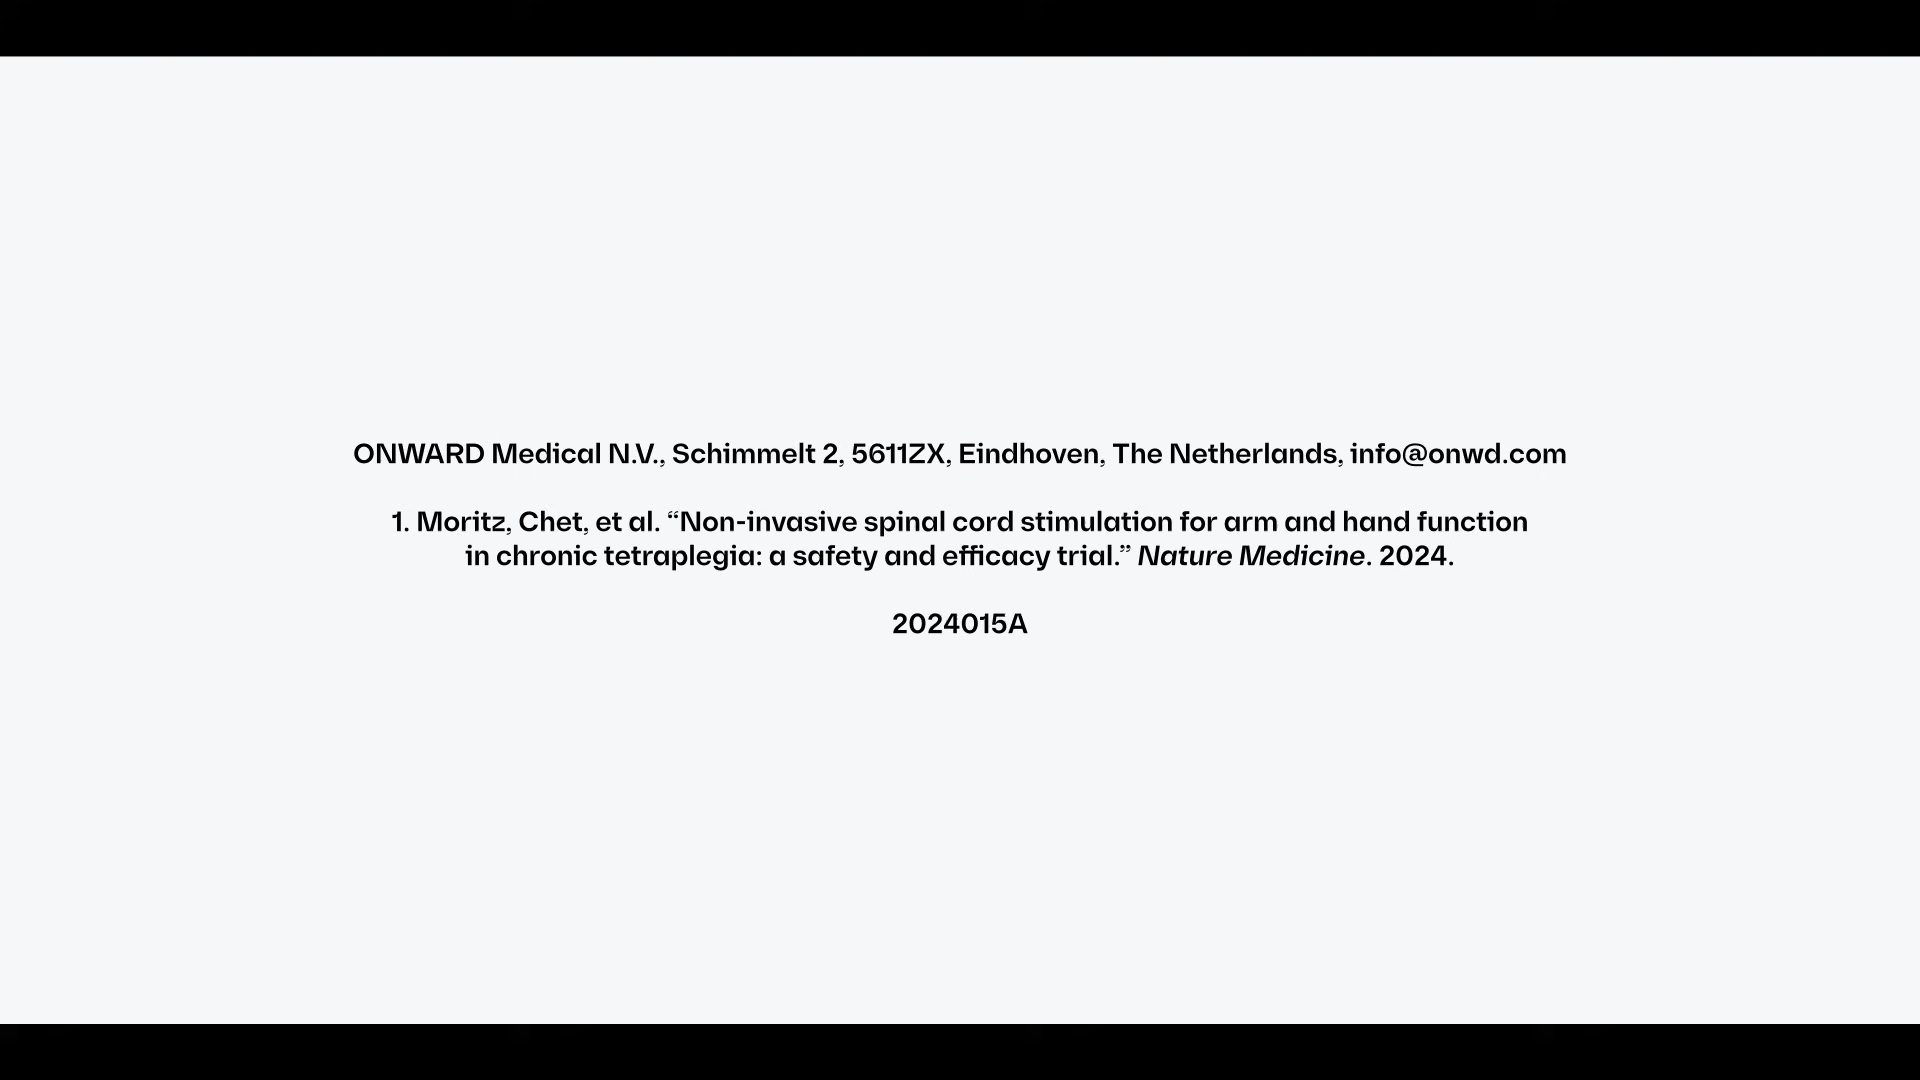 ONWARD Medical N.V., Schimmelt 2, 5611ZX, Eindhoven, The Netherlands, info@onwd.com
1. Moritz, Chet, et al. “Non-invasive spinal cord stimulation for arm and hand function
in chronic tetraplegia: a safety and efficacy trial.” Nature Medicine. 2024.
2024015A